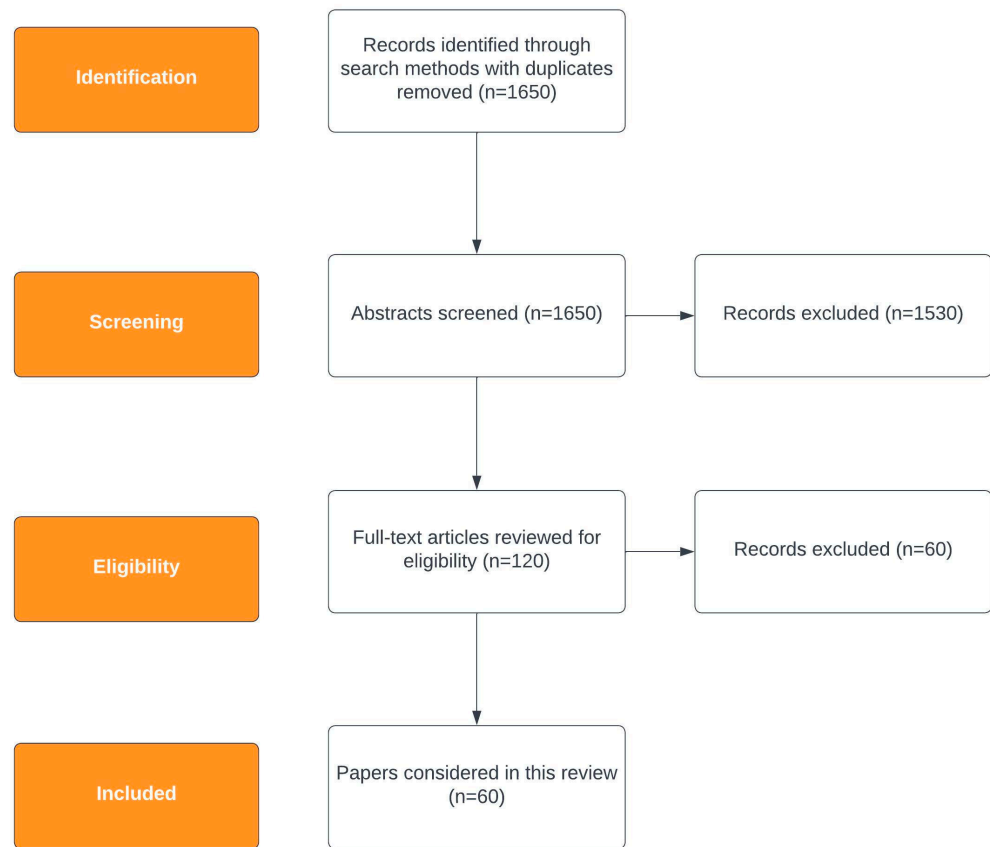 Identification
Records identified through
search methods with duplicates
removed (n=1650)
Screening
Abstracts screened (n=1650)
Records excluded (n=1530)
Eligibility
Full-text articles reviewed for
eligibility (n=120)
Records excluded (n=60)
Included
Papers considered in this review
(n=60)